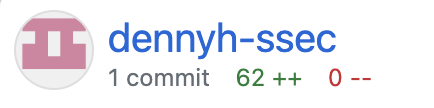 dennyh-ssec
1 commit 62 ++ 0 --